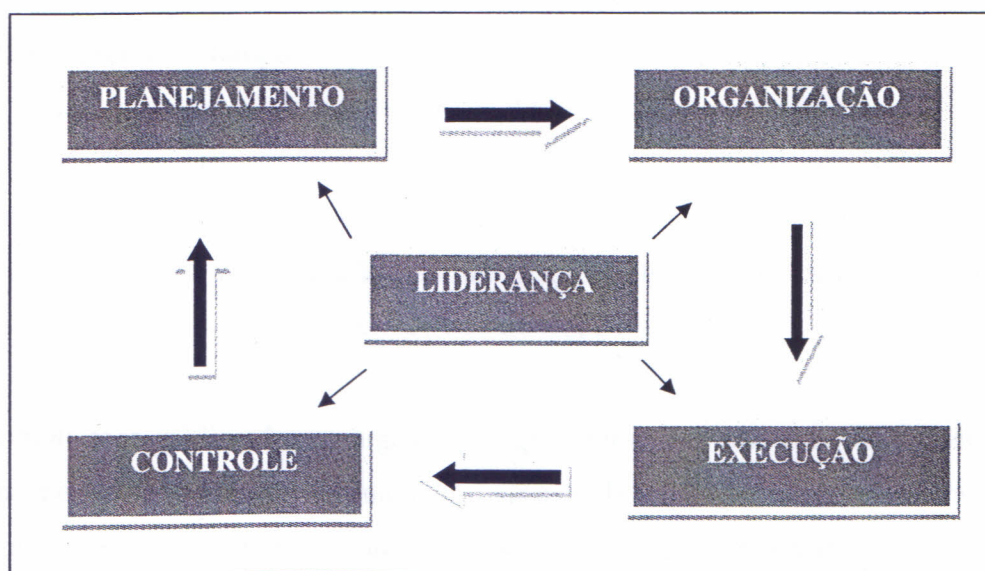 PLANEJAMENTO
ORGANIZAÇÃO
LIDERANÇA
CONTROLE
EXECUÇÃO